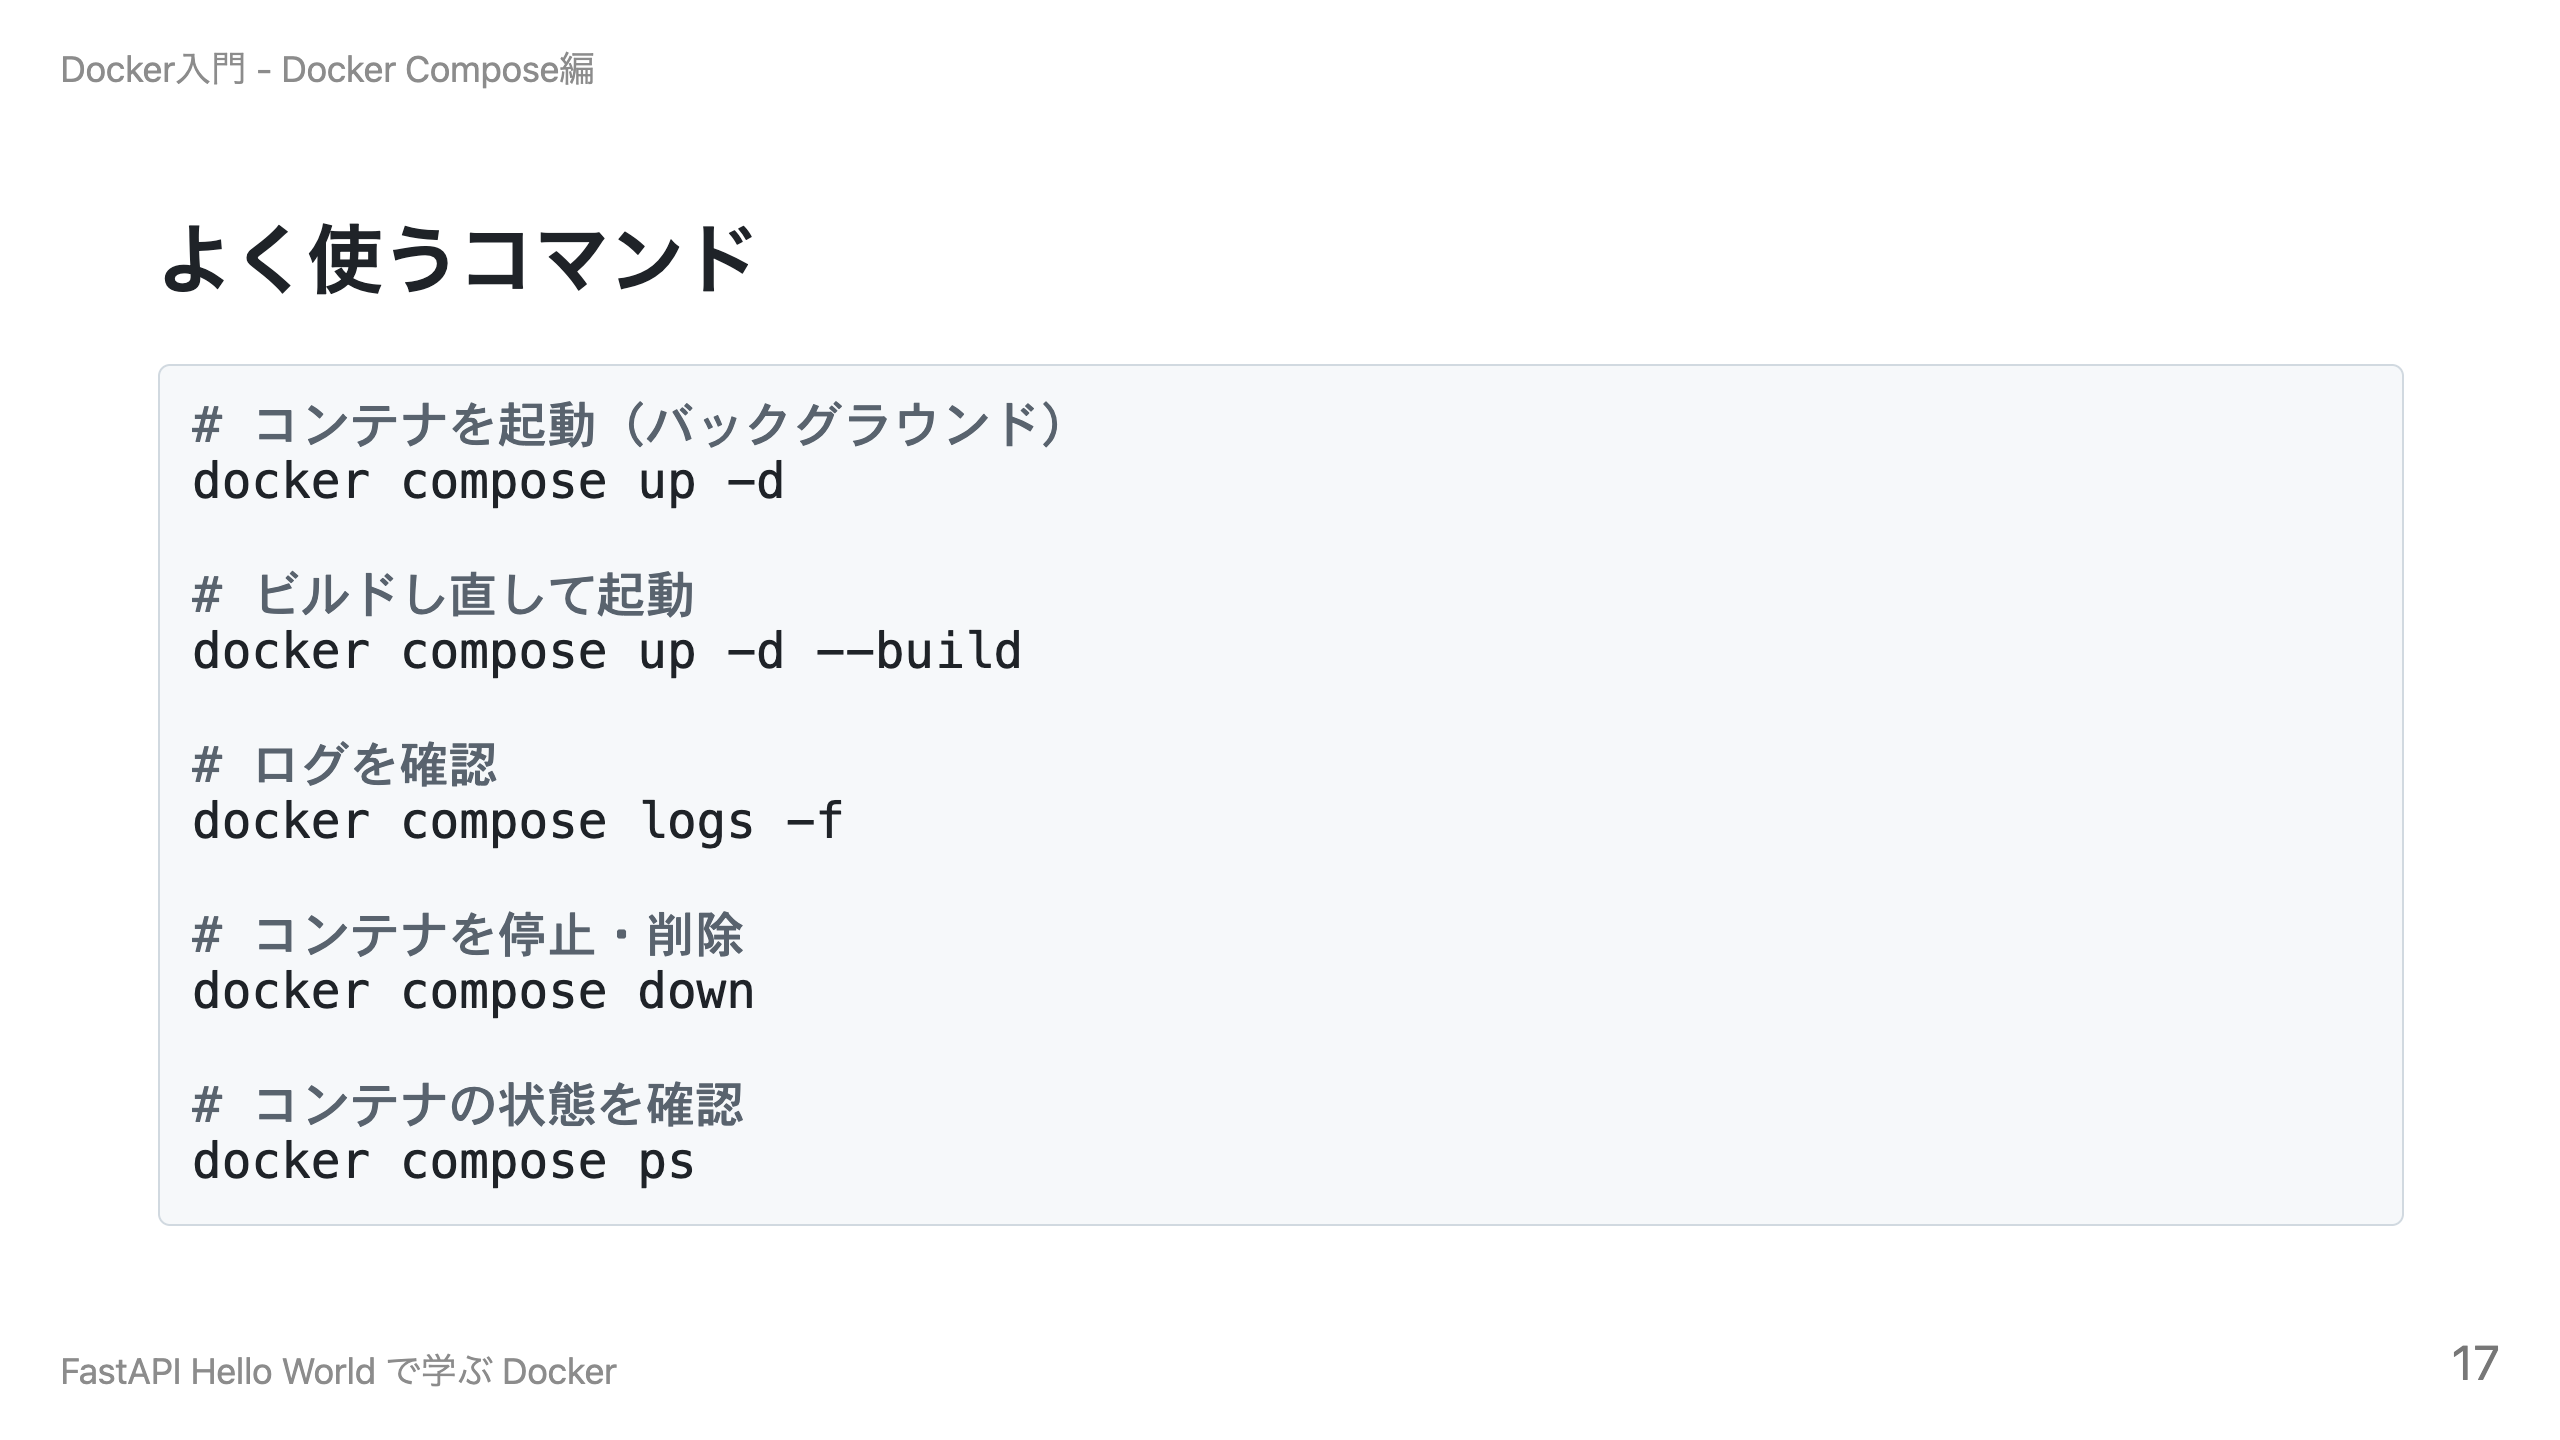 Docker入門 - Docker Compose編
よく使うコマンド
# コンテナを起動（バックグラウンド）
docker compose up -d
# ビルドし直して起動
docker compose up -d --build
# ログを確認
docker compose logs -f
# コンテナを停止・削除
docker compose down
# コンテナの状態を確認
docker compose ps
FastAPI Hello World で学ぶ Docker
17